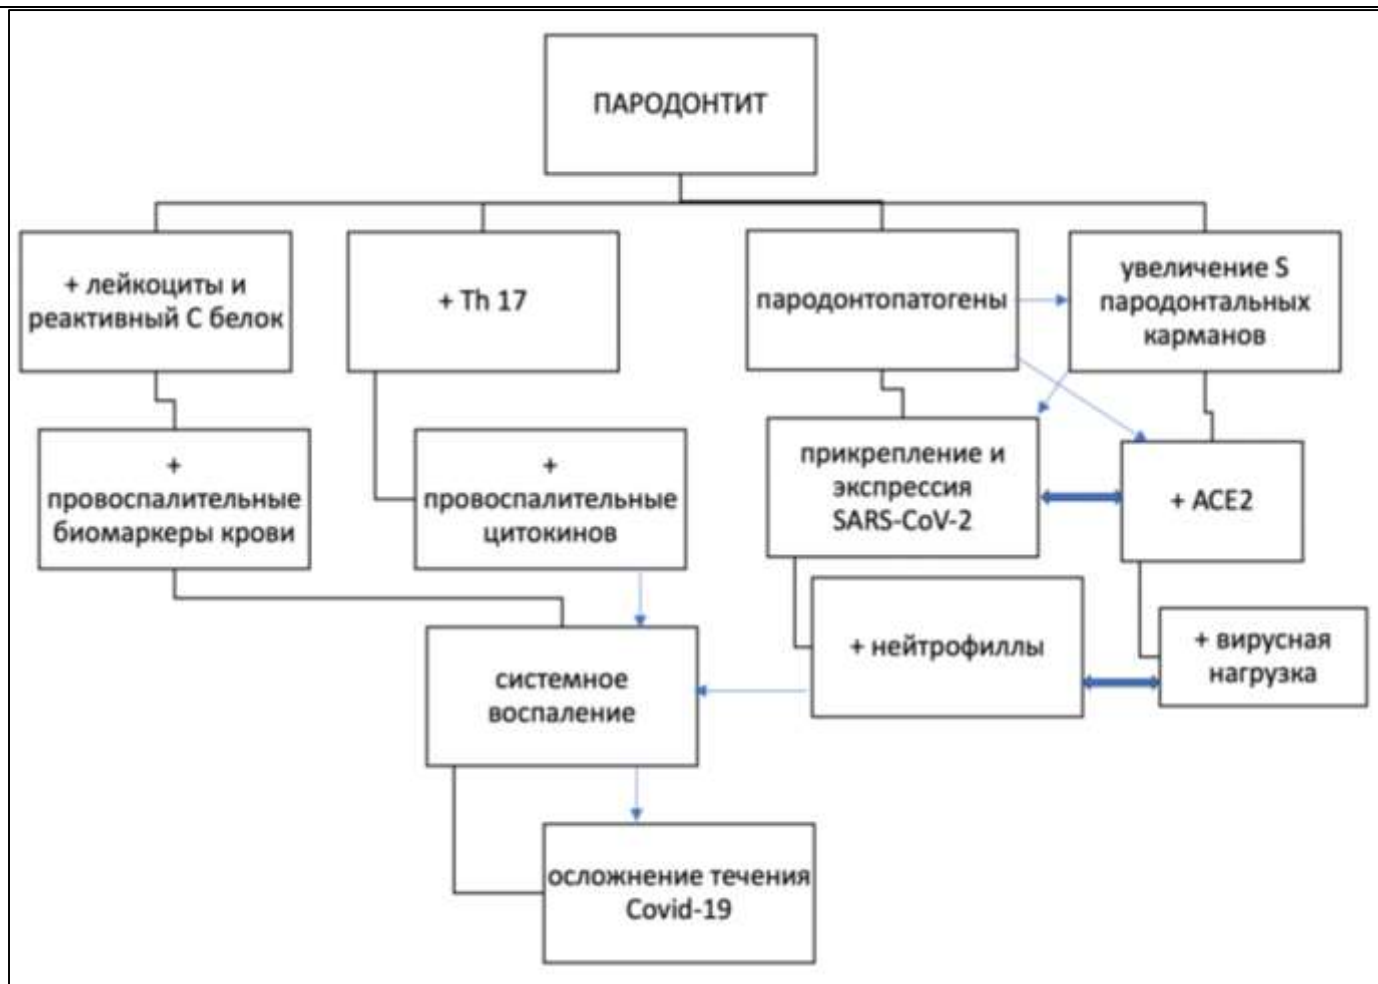 ПАРОДОНТИТ
+ лейкоциты и
реактивный С белок
+ Th 17
пародонтопатогены
увеличение S
пародонтальных
карманов
+
провоспалительные
биомаркеры крови
+
провоспалительные
цитокинов
прикрепление и
экспрессия
SARS-CoV-2
+ ACE2
системное
воспаление
+ нейтрофиллы
+ вирусная
нагрузка
осложнение течения
Covid-19